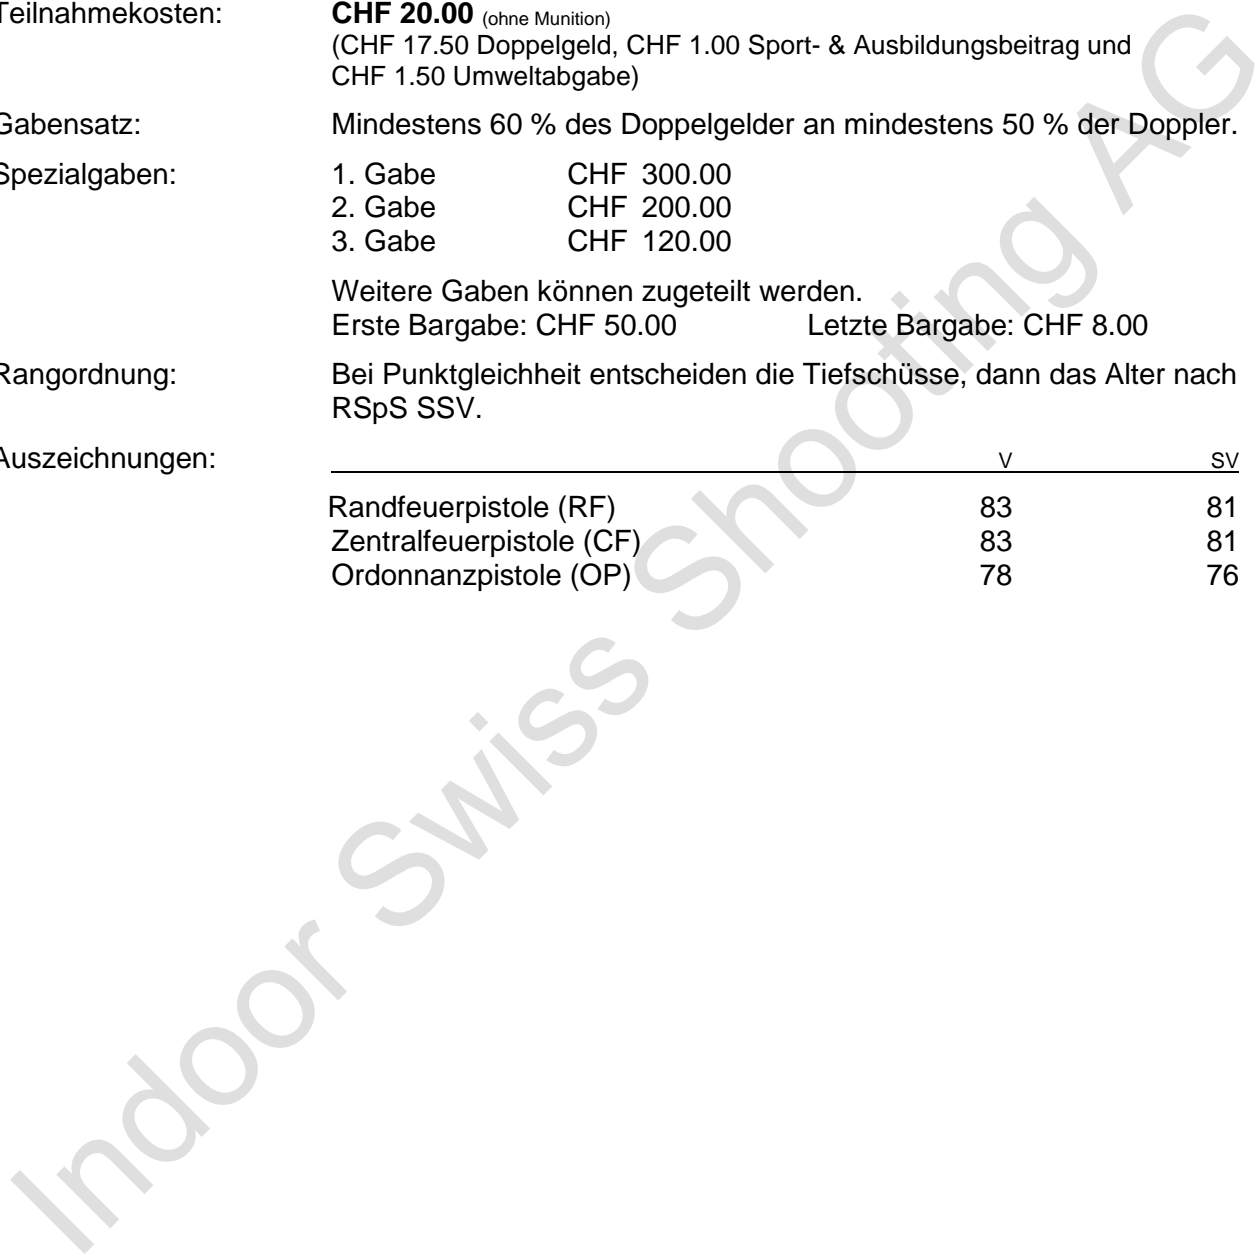 Teilnahmekosten: CHF 20.00 (ohne Munition)
(CHF 17.50 Doppelgeld, CHF 1.00 Sport- & Ausbildungsbeitrag und
CHF 1.50 Umweltabgabe)
Gabensatz: Mindestens 60 % des Doppelgelder an mindestens 50 % der Doppler.
Spezialgaben: 1. Gabe CHF 300.00
2. Gabe CHF 200.00
3. Gabe CHF 120.00
Weitere Gaben können zugeteilt werden.
Erste Bargabe: CHF 50.00 Letzte Bargabe: CHF 8.00
Rangordnung: Bei Punktgleichheit entscheiden die Tiefschüsse, dann das Alter nach
RSpS SSV.
Auszeichnungen: V SV
Randfeuerpistole (RF) 83 81
Zentralfeuerpistole (CF) 83 81
Ordonnanzpistole (OP) 78 76
Indoor Swiss Shooting AG